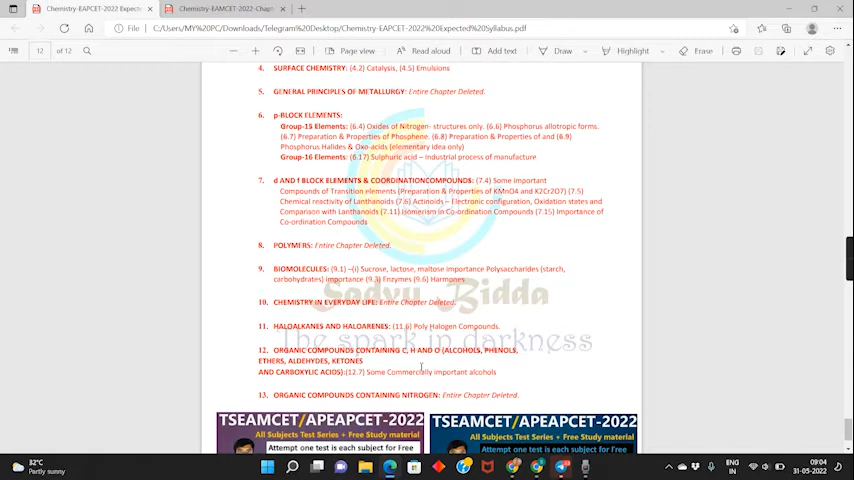 Chemistry-EAPCET-2022 Expected
Chemistry-EAMCET-2022-Chapt
File
C:/Users/MY%20PC/Downloads/Telegram%20Desktop/Chemistry-EAPCET-2022%20Expected%20Syllabus.pdf
12 of 12
Page view
Read aloud
Add text
Draw
Highlight
Erase
4. SURFACE CHEMISTRY: (4.2) Catalysis, (4.5) Emulsions
5. GENERAL PRINCIPLES OF METALLURGY: Entire Chapter Deleted.
6. p-BLOCK ELEMENTS:
Group-15 Elements: (6.4) Oxides of Nitrogen- structures only. (6.6) Phosphorus allotropic forms.
(6.7) Preparation & Properties of Phosphene. (6.8) Preparation & Properties of and (6.9)
Phosphorus Halides & Oxo-acids (elementary idea only)
Group-16 Elements: (6.17) Sulphuric acid – industrial process of manufacture
7. d AND f BLOCK ELEMENTS & COORDINATIONCOMPOUNDS: (7.4) Some important
Compounds of Transition elements (Preparation & Properties of KMnO4 and K2Cr2O7) (7.5)
Chemical reactivity of Lanthanoids (7.6) Actinoids – Electronic configuration, Oxidation states and
Comparison with Lanthanoids (7.11) Isomerism in Co-ordination Compounds (7.15) Importance of
Co-ordination Compounds
8. POLYMERS: Entire Chapter Deleted.
9. BIOMOLECULES: (9.1) –(i) Sucrose, lactose, maltose importance Polysaccharides (starch,
carbohydrates) importance (9.3) Enzymes (9.6) Harmones
Sadvu Bidda
10. CHEMISTRY IN EVERYDAY LIFE: Entire Chapter Deleted.
11. HALOALKANES AND HALOARENES: (11.6) Poly Halogen Compounds.
The spark in darkness
12. ORGANIC COMPOUNDS CONTAINING C, H AND O (ALCOHOLS, PHENOLS,
ETHERS, ALDEHYDES, KETONES
AND CARBOXYLIC ACIDS):(12.7) Some Commercially important alcohols
13. ORGANIC COMPOUNDS CONTAINING NITROGEN: Entire Chapter Deleted.
TSEAMCET/APEAPCET-2022
All Subjects Test Series + Free Study material
Attempt one test is each subject for Free
TSEAMCET/APEAPCET-2022
All Subjects Test Series + Free Study material
Attempt one test is each subject for Free
32°C
Partly sunny
ENG
IN
09:04
31-05-2022